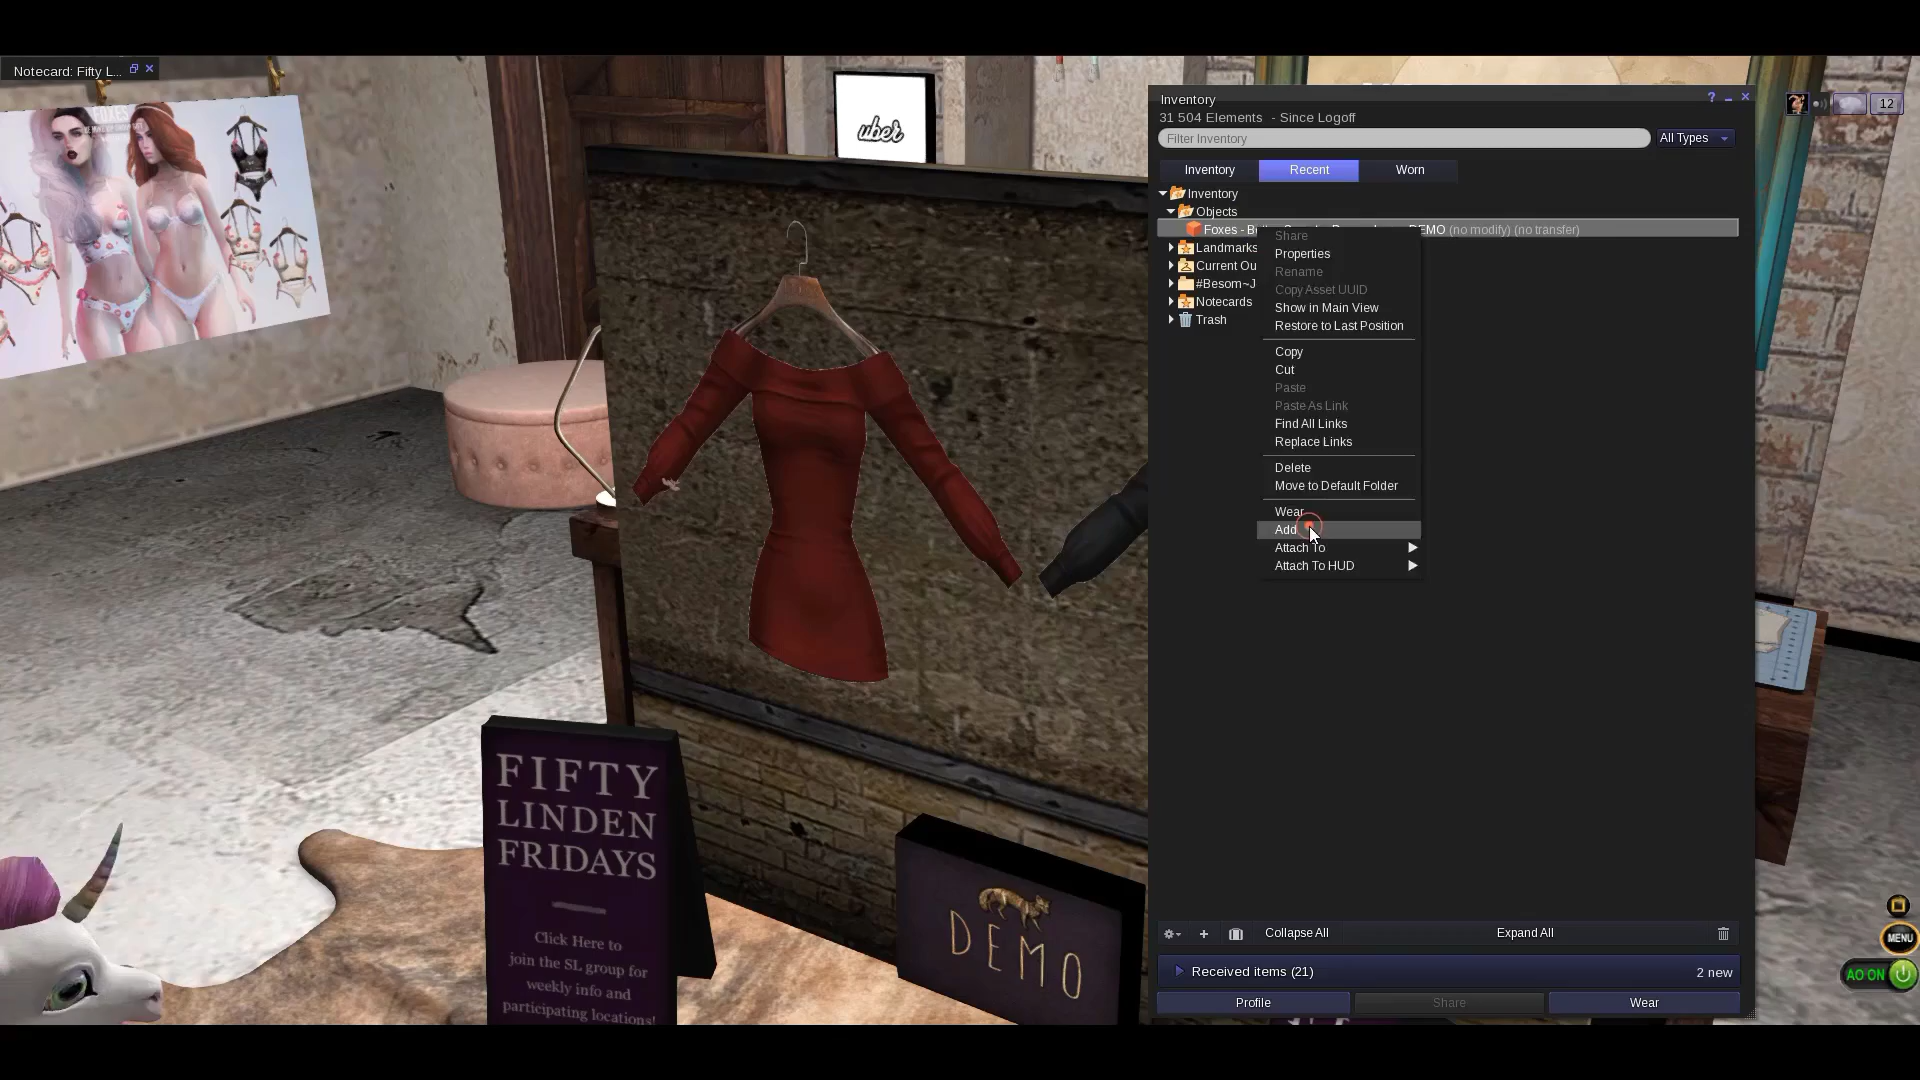 Notecard: Fifty L...
FOXES
uber
Inventory
31 504 Elements - Since Logoff
Filter Inventory
All Types
12
Inventory
Recent
Worn
Inventory
Objects
Foxes - DEMO (no modify) (no transfer)
Landmarks
Current Ou
#Besom~J
Notecards
Trash
Share
Properties
Rename
Copy Asset UUID
Show in Main View
Restore to Last Position
Copy
Cut
Paste
Paste As Link
Find All Links
Replace Links
Delete
Move to Default Folder
Wear
Add
Attach To
Attach To HUD
FIFTY
LINDEN
FRIDAYS
Click Here to
join the SL group for
weekly info and
participating locations!
DEMO
Collapse All
Expand All
Received items (21)
2 new
Profile
Share
Wear
MENU
AO ON